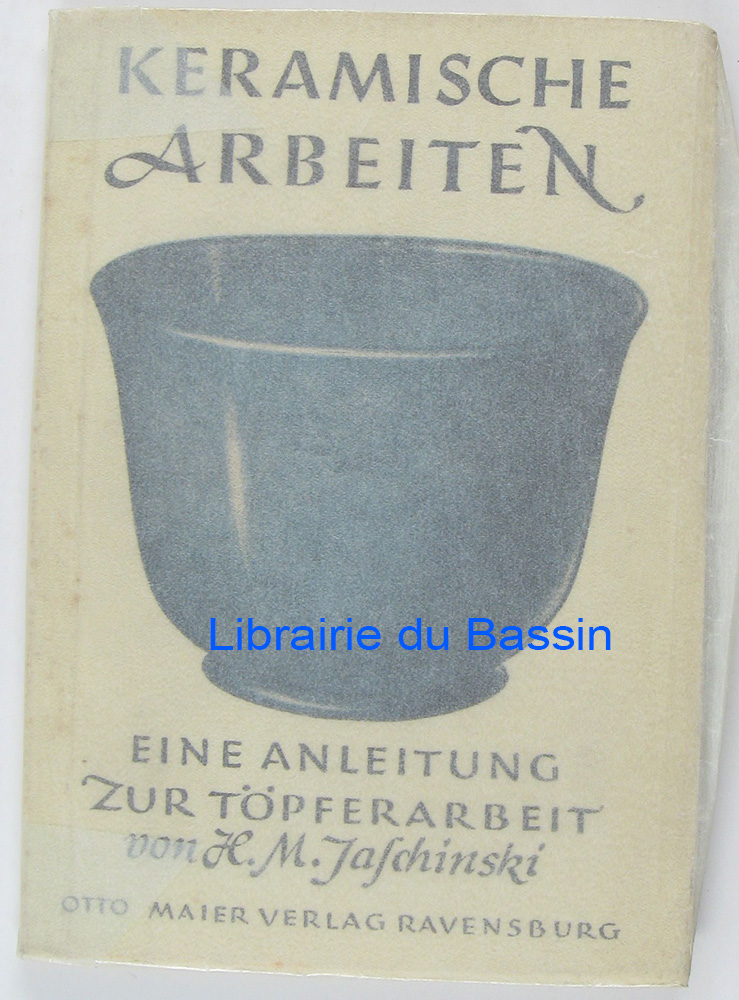 KERAMISCHE
ARBEITEN
Librairie du Bassin
EINE ANLEITUNG
ZUR TÖPFERARBEIT
von H. M. Jaſchinski
OTTO MAIER VERLAG RAVENSBURG